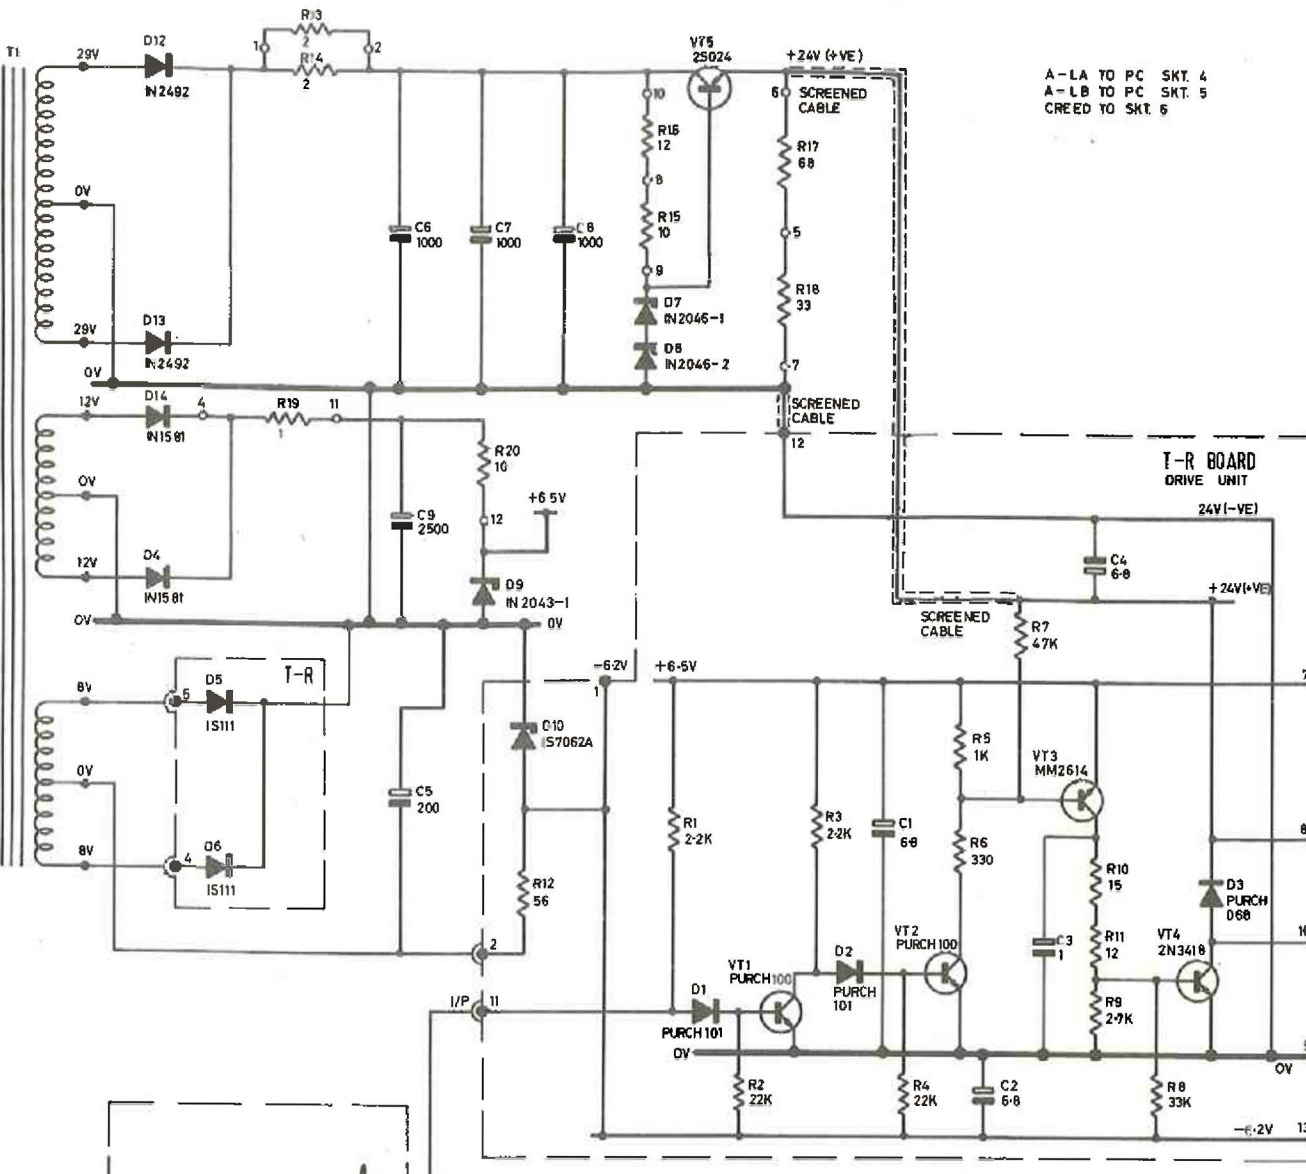 T1
29V
D12
IN2492
R13
2
1
2
R14
2
VT5
2S024
+24V (+VE)
6
SCREENED
CABLE
A-LA TO PC SKT. 4
A-LB TO PC SKT. 5
CREED TO SKT. 6
10
R16
12
R17
68
8
0V
C6
1000
C7
1000
C8
1000
R15
10
5
9
D7
IN2046-1
R18
33
29V
D13
IN2492
D8
IN2046-2
7
0V
12V
D14
IN1581
4
R19
1
11
SCREENED
CABLE
12
R20
10
T-R BOARD
DRIVE UNIT
0V
+6 5V
24V(-VE)
C9
2500
12
12V
D4
IN1581
D9
IN2043-1
C4
6·8
+24V(+VE)
SCREENED
CABLE
R7
47K
0V
0V
T-R
-6·2V
1
+6·5V
7
8V
5
D5
IS111
D10
IS7062A
R5
1K
VT3
MM2614
0V
C5
200
R1
2·2K
R3
2·2K
C1
6·8
R6
330
8
8V
4
D6
IS111
R12
56
R10
15
D3
PURCH
068
2
VT1
PURCH 100
D2
PURCH
101
VT2
PURCH 100
C3
1
R11
12
VT4
2N3418
I/P
11
D1
PURCH 101
R9
2·7K
0V
0V
R2
22K
R4
22K
C2
6·8
R8
33K
-6·2V